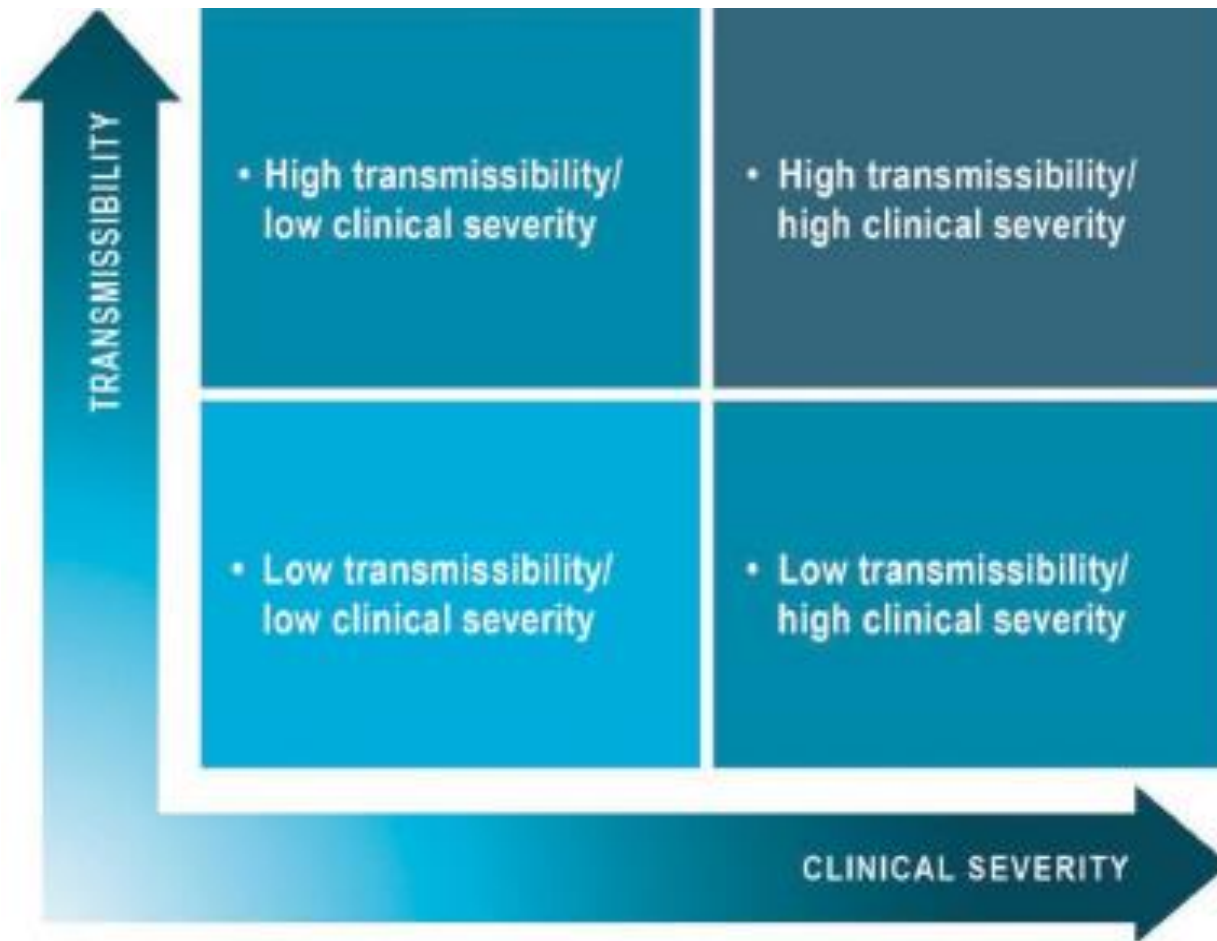 TRANSMISSIBILITY
• High transmissibility/
low clinical severity
• High transmissibility/
high clinical severity
• Low transmissibility/
low clinical severity
• Low transmissibility/
high clinical severity
CLINICAL SEVERITY